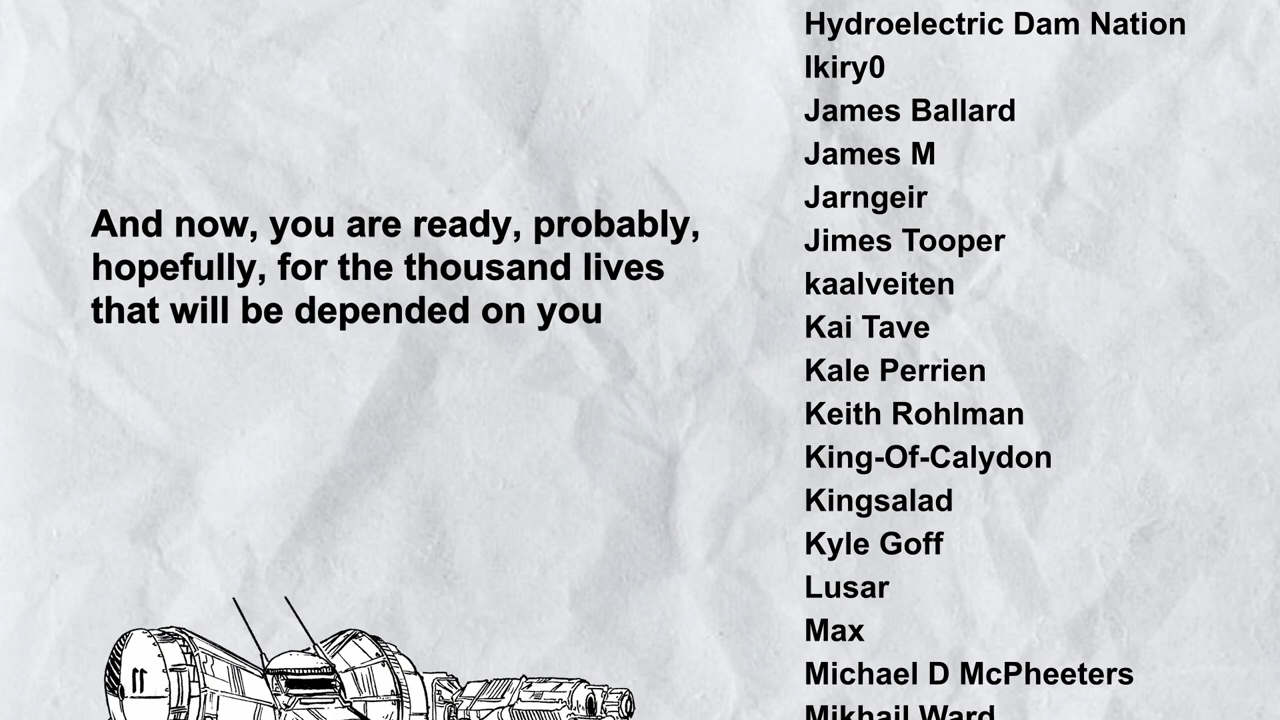 And now, you are ready, probably,
hopefully, for the thousand lives
that will be depended on you
Hydroelectric Dam Nation
Ikiry0
James Ballard
James M
Jarngeir
Jimes Tooper
kaalveiten
Kai Tave
Kale Perrien
Keith Rohlman
King-Of-Calydon
Kingsalad
Kyle Goff
Lusar
Max
Michael D McPheeters
Mikhail Ward
11